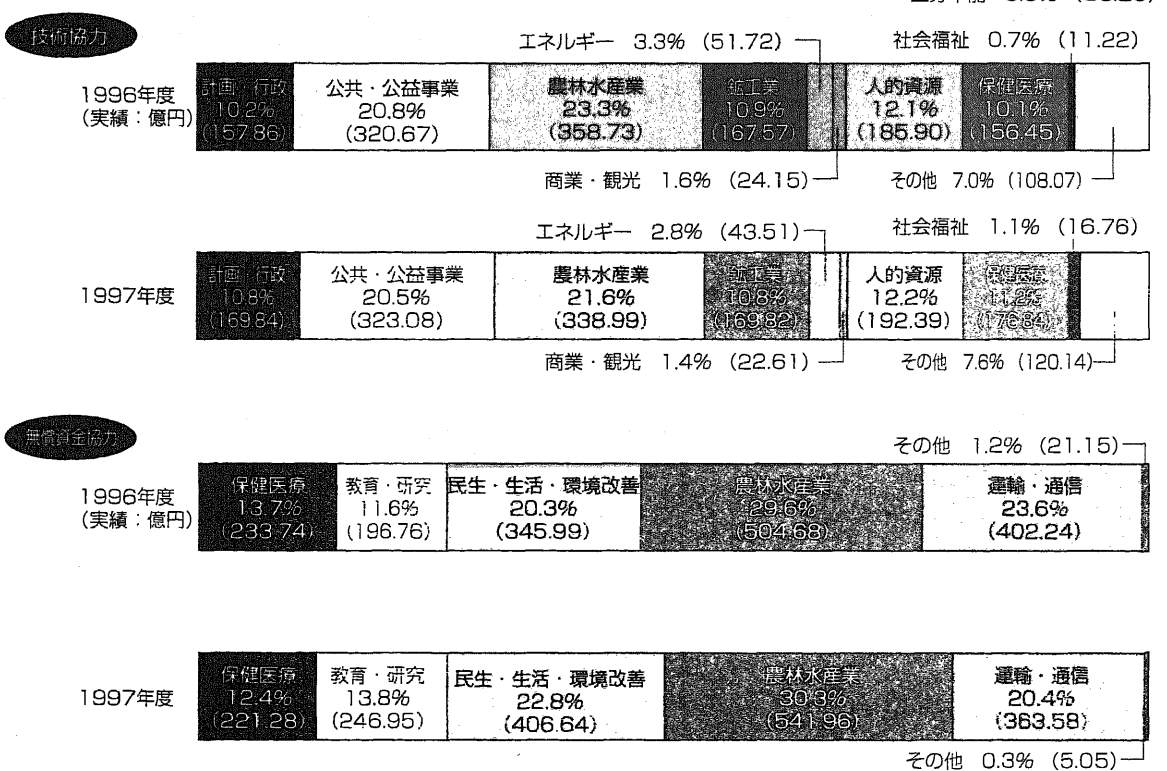 技術協力
エネルギー 3.3% (51.72)
社会福祉 0.7% (11.22)
1996年度
(実績:億円)
計画・行政
10.2%
(157.86)
公共・公益事業
20.8%
(320.67)
農林水産業
23.3%
(358.73)
鉱工業
10.9%
(167.57)
人的資源
12.1%
(185.90)
保健医療
10.1%
(156.45)
商業・観光 1.6% (24.15)
その他 7.0% (108.07)
エネルギー 2.8% (43.51)
社会福祉 1.1% (16.76)
1997年度
計画・行政
10.8%
(169.84)
公共・公益事業
20.5%
(323.08)
農林水産業
21.6%
(338.99)
鉱工業
10.8%
(169.82)
人的資源
12.2%
(192.39)
保健医療
11.2%
(176.84)
商業・観光 1.4% (22.61)
その他 7.6% (120.14)
無償資金協力
その他 1.2% (21.15)
1996年度
(実績:億円)
保健医療
13.7%
(233.74)
教育・研究
11.6%
(196.76)
民生・生活・環境改善
20.3%
(345.99)
農林水産業
29.6%
(504.68)
運輸・通信
23.6%
(402.24)
1997年度
保健医療
12.4%
(221.28)
教育・研究
13.8%
(246.95)
民生・生活・環境改善
22.8%
(406.64)
農林水産業
30.3%
(541.96)
運輸・通信
20.4%
(363.58)
その他 0.3% (5.05)